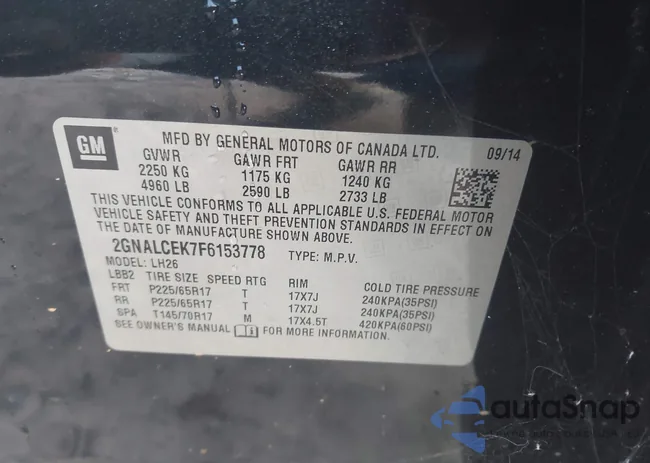 GM
MFD BY GENERAL MOTORS OF CANADA LTD. 09/14
GVWR GAWR FRT GAWR RR
2250 KG 1175 KG 1240 KG
4960 LB 2590 LB 2733 LB
THIS VEHICLE CONFORMS TO ALL APPLICABLE U.S. FEDERAL MOTOR
VEHICLE SAFETY AND THEFT PREVENTION STANDARDS IN EFFECT ON
THE DATE OF MANUFACTURE SHOWN ABOVE.
2GNALCEK7F6153778 TYPE: M.P.V.
MODEL: LH26
LBB2 TIRE SIZE SPEED RTG RIM COLD TIRE PRESSURE
FRT P225/65R17 T 17X7J 240KPA(35PSI)
RR P225/65R17 T 17X7J 240KPA(35PSI)
SPA T145/70R17 M 17X4.5T 420KPA(60PSI)
SEE OWNER'S MANUAL FOR MORE INFORMATION.
autoSnap